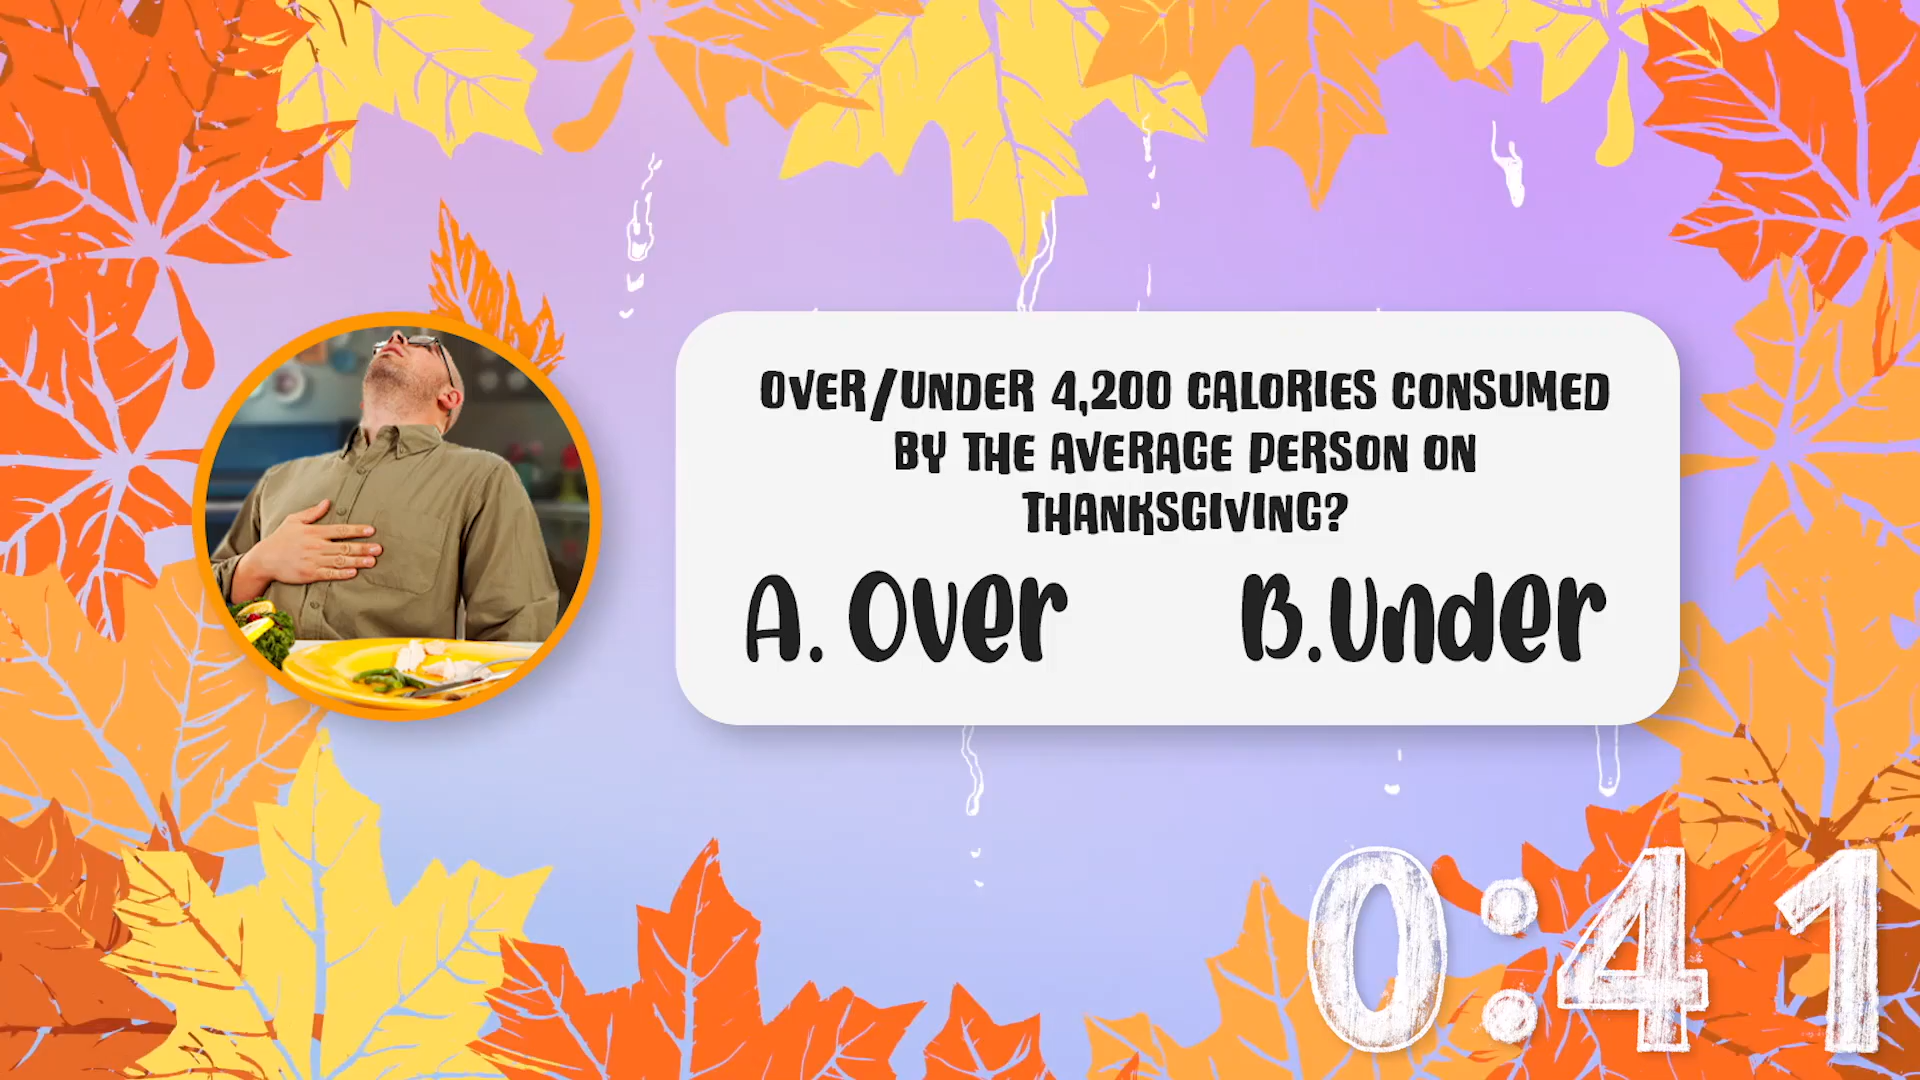 OVER/UNDER 4,200 CALORIES CONSUMED
BY THE AVERAGE PERSON ON
THANKSGIVING?
A. Over B.Under
0:41